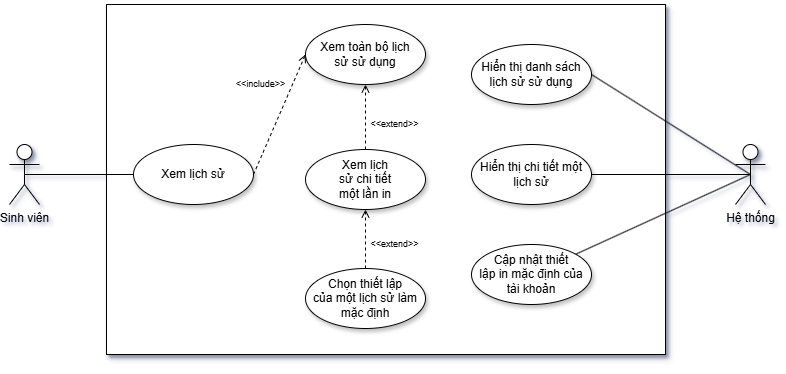 Xem toàn bộ lịch
sử sử dụng
Hiển thị danh sách
lịch sử sử dụng
<<include>>
<<extend>>
Xem lịch sử
Xem lịch
sử chi tiết
một lần in
Hiển thị chi tiết một
lịch sử
Sinh viên
Hệ thống
<<extend>>
Chọn thiết lập
của một lịch sử làm
mặc định
Cập nhật thiết
lập in mặc định của
tài khoản